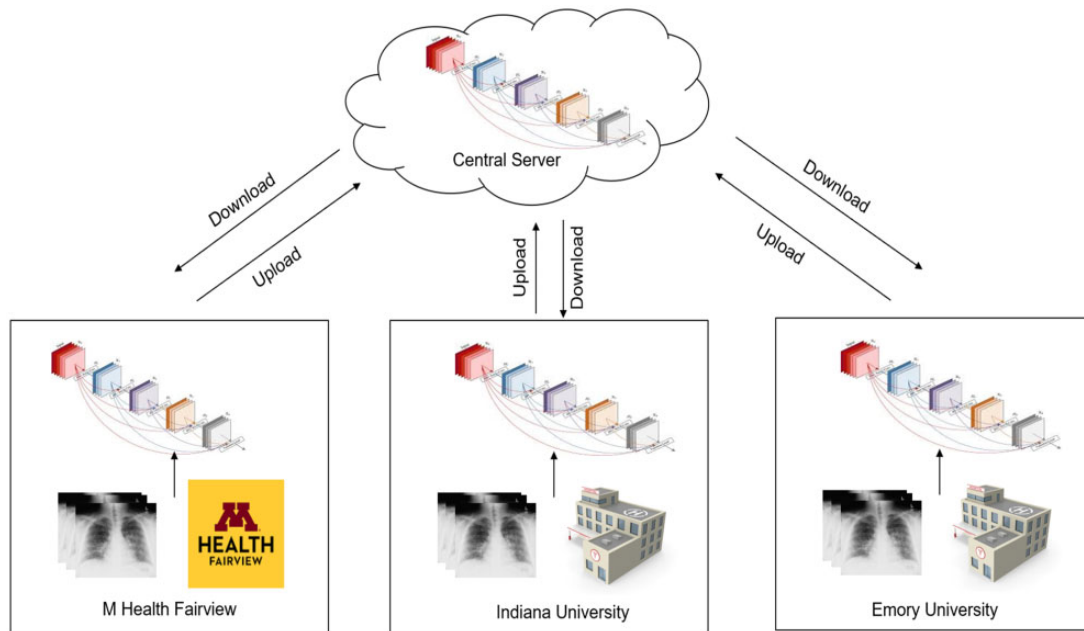 Central Server
Download
Upload
Upload
Download
Download
Upload
M
HEALTH
FAIRVIEW
M Health Fairview
H
Indiana University
H
Emory University